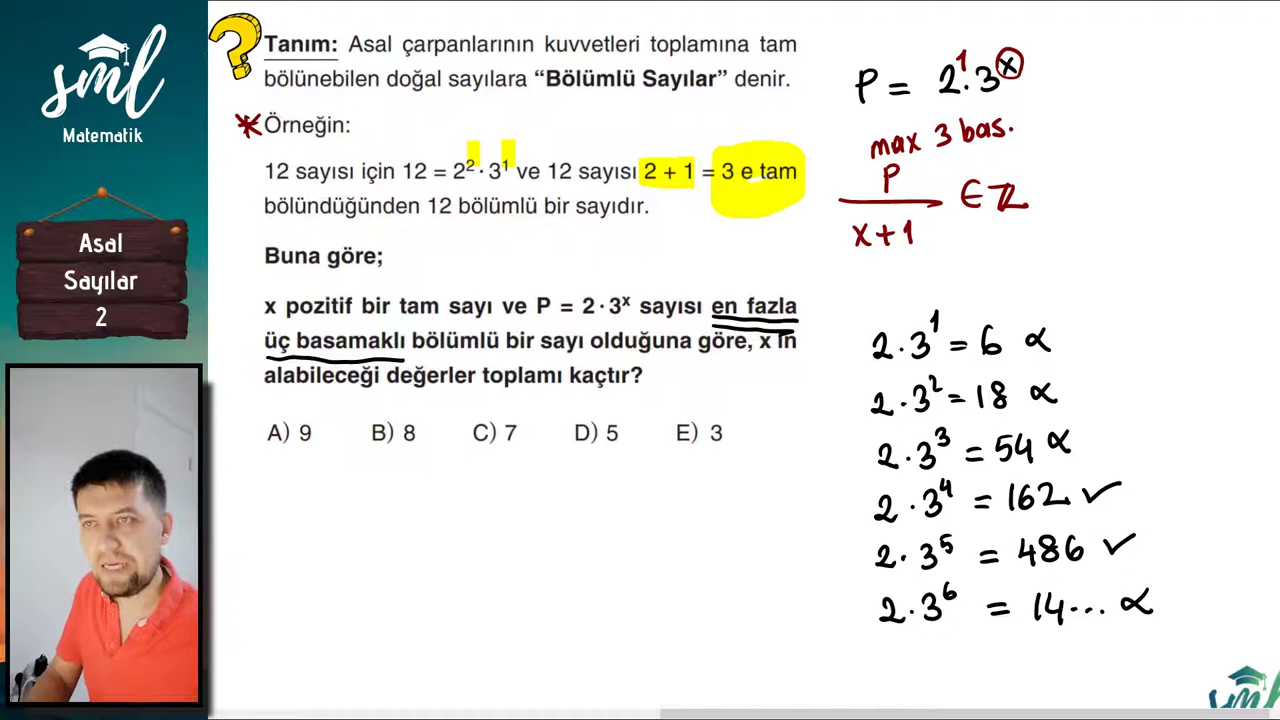 sml
Matematik
Asal
Sayılar
2
?
Tanım: Asal çarpanlarının kuvvetleri toplamına tam
bölünebilen doğal sayılara “Bölümlü Sayılar” denir.
* Örneğin:
12 sayısı için 12 = 2² · 3¹ ve 12 sayısı 2 + 1 = 3 e tam
bölündüğünden 12 bölümlü bir sayıdır.
Buna göre;
x pozitif bir tam sayı ve P = 2 · 3ˣ sayısı en fazla
üç basamaklı bölümlü bir sayı olduğuna göre, x in
alabileceği değerler toplamı kaçtır?
A) 9 B) 8 C) 7 D) 5 E) 3
P = 2¹ · 3ˣ
max 3 bas.
P
x+1
∈ ℤ
2 · 3¹ = 6 α
2 · 3² = 18 α
2 · 3³ = 54 α
2 · 3⁴ = 162 ✓
2 · 3⁵ = 486 ✓
2 · 3⁶ = 14... α